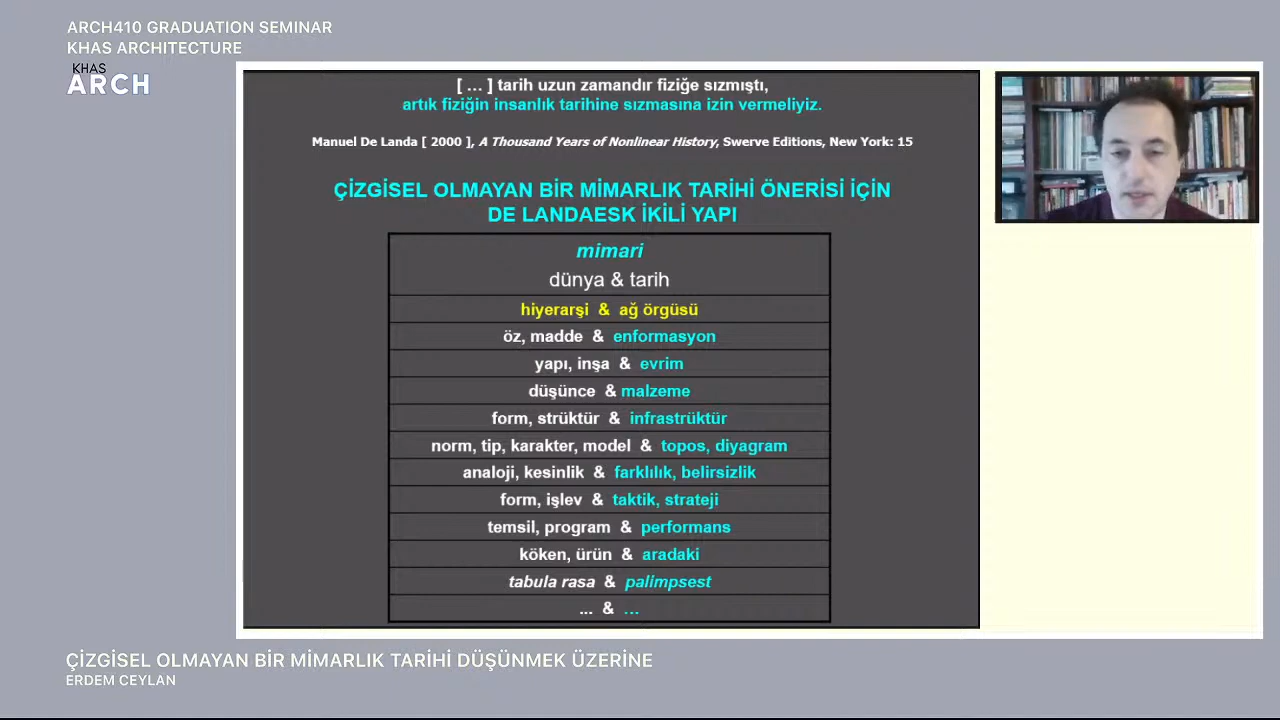 ARCH410 GRADUATION SEMINAR
KHAS ARCHITECTURE
KHAS
ARCH
[ ... ] tarih uzun zamandır fiziğe sızmıştı,
artık fiziğin insanlık tarihine sızmasına izin vermeliyiz.
Manuel De Landa [ 2000 ], A Thousand Years of Nonlinear History, Swerve Editions, New York: 15
ÇİZGİSEL OLMAYAN BİR MİMARLIK TARİHİ ÖNERİSİ İÇİN
DE LANDAESK İKİLİ YAPI
mimari
dünya & tarih
hiyerarşi & ağ örgüsü
öz, madde & enformasyon
yapı, inşa & evrim
düşünce & malzeme
form, strüktür & infrastrüktür
norm, tip, karakter, model & topos, diyagram
analoji, kesinlik & farklılık, belirsizlik
form, işlev & taktik, strateji
temsil, program & performans
köken, ürün & aradaki
tabula rasa & palimpsest
... & ...
ÇİZGİSEL OLMAYAN BİR MİMARLIK TARİHİ DÜŞÜNMEK ÜZERİNE
ERDEM CEYLAN